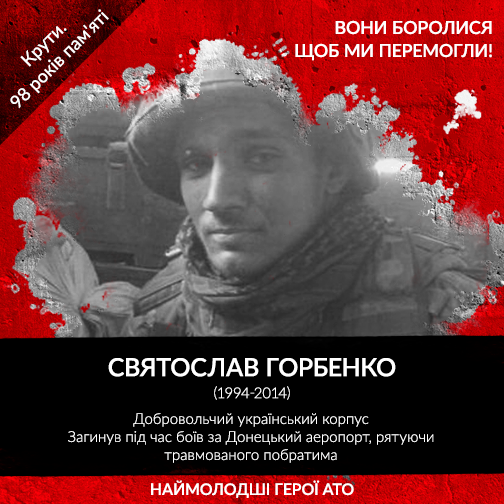 Крути.
98 років пам'яті
ВОНИ БОРОЛИСЯ
ЩОБ МИ ПЕРЕМОГЛИ!
СВЯТОСЛАВ ГОРБЕНКО
(1994-2014)
Добровольчий український корпус
Загинув під час боїв за Донецький аеропорт, рятуючи
травмованого побратима
НАЙМОЛОДШІ ГЕРОЇ АТО